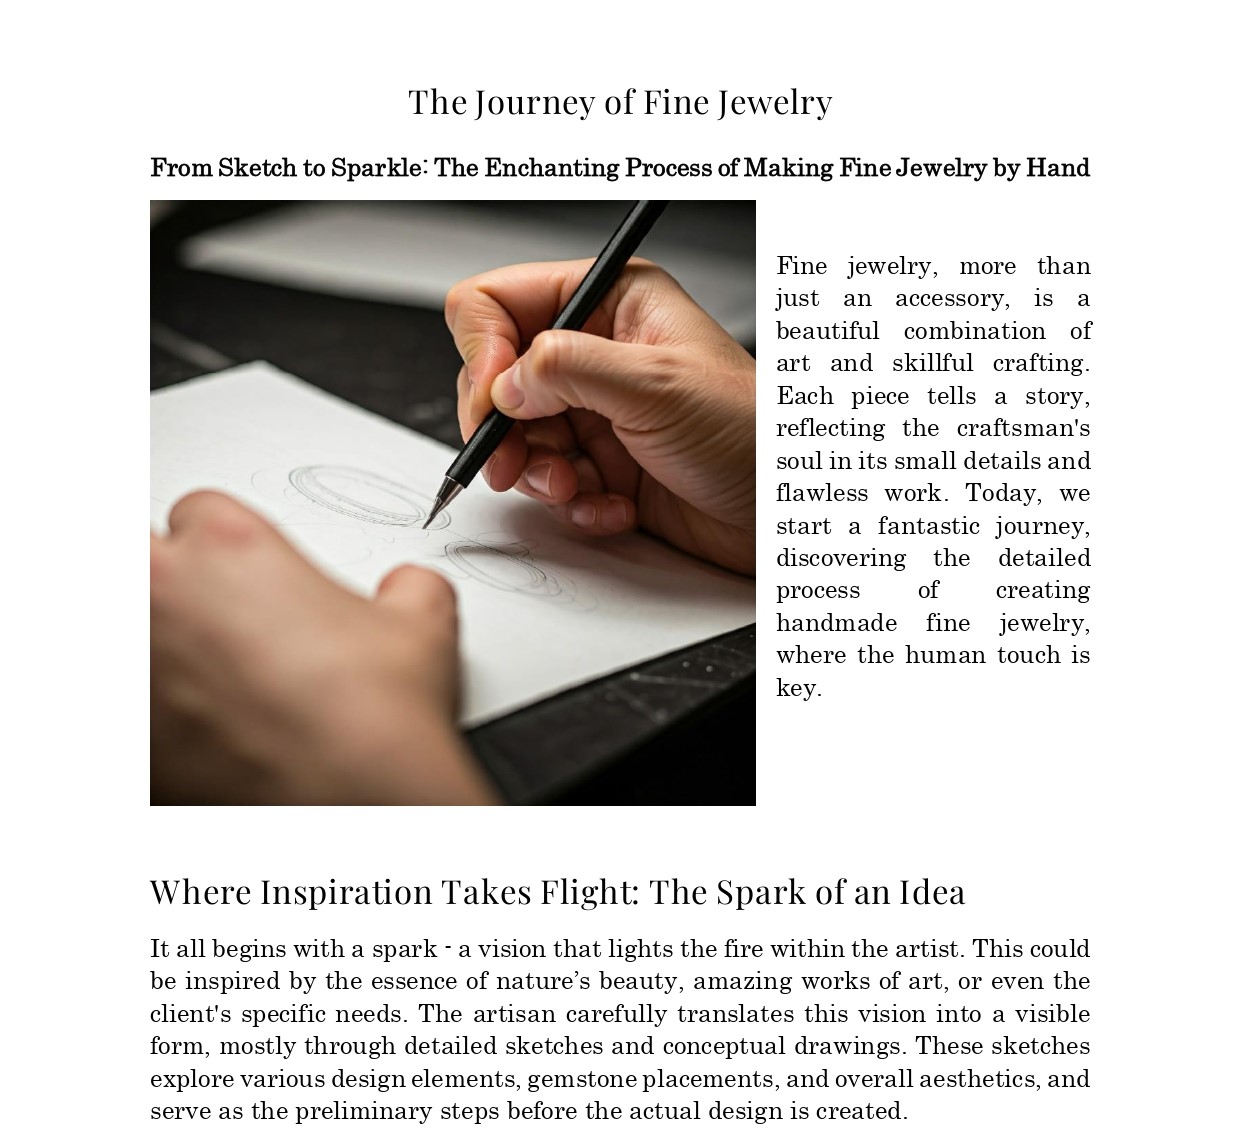 The Journey of Fine Jewelry
From Sketch to Sparkle: The Enchanting Process of Making Fine Jewelry by Hand
Fine jewelry, more than
just an accessory, is a
beautiful combination of
art and skillful crafting.
Each piece tells a story,
reflecting the craftsman's
soul in its small details and
flawless work. Today, we
start a fantastic journey,
discovering the detailed
process of creating
handmade fine jewelry,
where the human touch is
key.
Where Inspiration Takes Flight: The Spark of an Idea
It all begins with a spark - a vision that lights the fire within the artist. This could
be inspired by the essence of nature’s beauty, amazing works of art, or even the
client's specific needs. The artisan carefully translates this vision into a visible
form, mostly through detailed sketches and conceptual drawings. These sketches
explore various design elements, gemstone placements, and overall aesthetics, and
serve as the preliminary steps before the actual design is created.